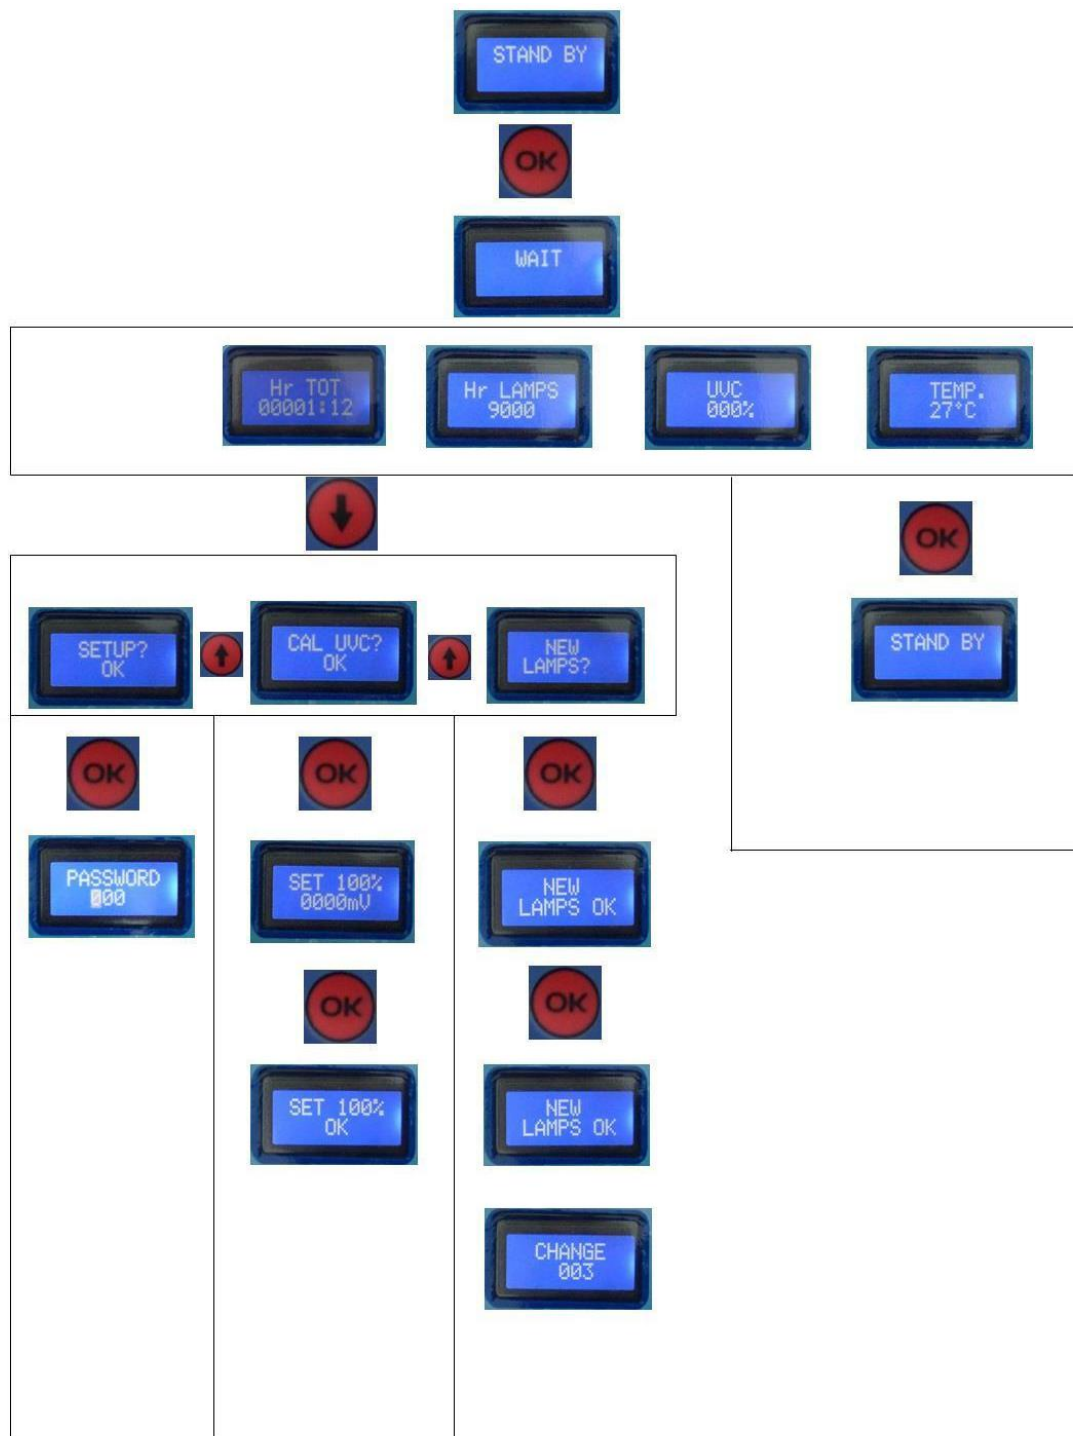 STAND BY
OK
WAIT
Hr TOT
00001:12
Hr LAMPS
9000
UVC
000%
TEMP.
27°C
OK
SETUP?
OK
CAL UVC?
OK
NEW
LAMPS?
STAND BY
OK
OK
OK
PASSWORD
000
SET 100%
0000mV
NEW
LAMPS OK
OK
OK
SET 100%
OK
NEW
LAMPS OK
CHANGE
003